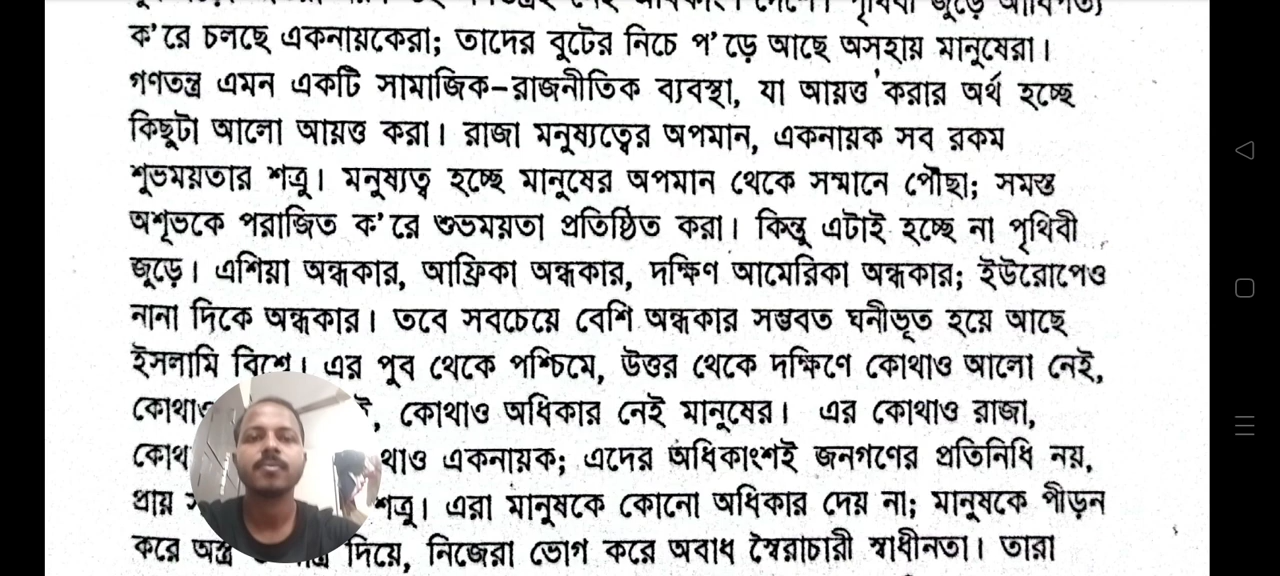 ক'রে চলছে একনায়কেরা; তাদের বুটের নিচে প'ড়ে আছে অসহায় মানুষেরা।
গণতন্ত্র এমন একটি সামাজিক-রাজনীতিক ব্যবস্থা, যা আয়ত্ত করার অর্থ হচ্ছে
কিছুটা আলো আয়ত্ত করা। রাজা মনুষ্যত্বের অপমান, একনায়ক সব রকম
শুভময়তার শত্রু। মনুষ্যত্ব হচ্ছে মানুষের অপমান থেকে সম্মানে পৌঁছা; সমস্ত
অশূভকে পরাজিত ক'রে শুভময়তা প্রতিষ্ঠিত করা। কিন্তু এটাই হচ্ছে না পৃথিবী
জুড়ে। এশিয়া অন্ধকার, আফ্রিকা অন্ধকার, দক্ষিণ আমেরিকা অন্ধকার; ইউরোপেও
নানা দিকে অন্ধকার। তবে সবচেয়ে বেশি অন্ধকার সম্ভবত ঘনীভূত হয়ে আছে
ইসলামি বিশ্বে। এর পুব থেকে পশ্চিমে, উত্তর থেকে দক্ষিণে কোথাও আলো নেই,
কোথাও অধিকার নেই মানুষের। এর কোথাও রাজা,
একনায়ক; এদের অধিকাংশই জনগণের প্রতিনিধি নয়,
প্রায় শত্রু। এরা মানুষকে কোনো অধিকার দেয় না; মানুষকে পীড়ন
করে অস্ত্র দিয়ে, নিজেরা ভোগ করে অবাধ স্বৈরাচারী স্বাধীনতা। তারা